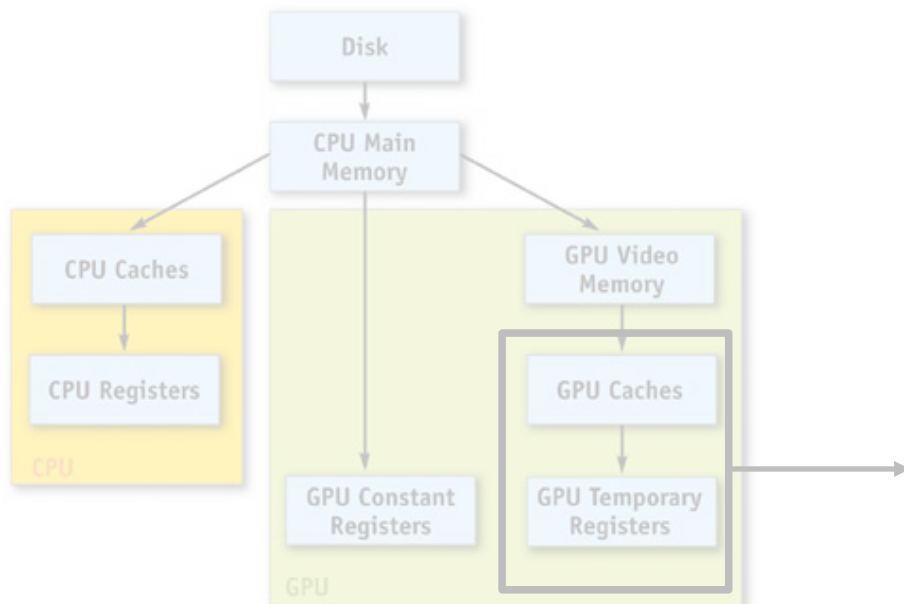 Disk
CPU Main
Memory
CPU Caches
GPU Video
Memory
CPU Registers
GPU Caches
CPU
GPU Constant
Registers
GPU Temporary
Registers
GPU